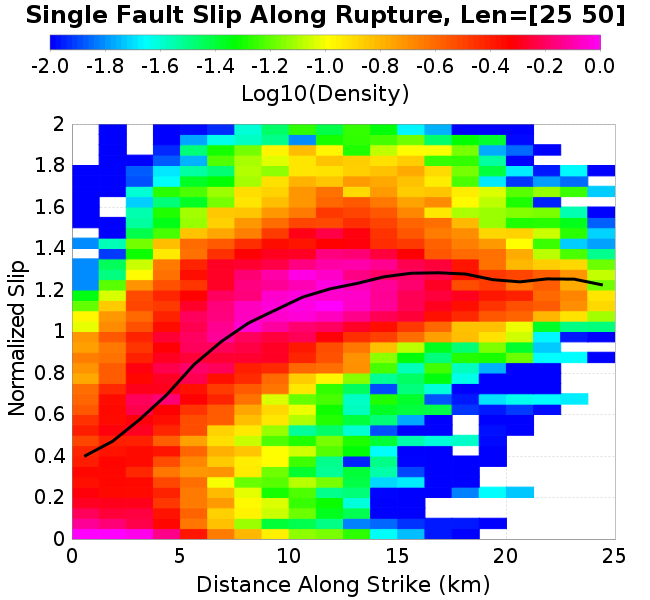 Single Fault Slip Along Rupture, Len=[25 50]
-2.0 -1.8 -1.6 -1.4 -1.2 -1.0 -0.8 -0.6 -0.4 -0.2 0.0
Log10(Density)
2
1.8
1.6
1.4
1.2
1
0.8
0.6
0.4
0.2
0
Normalized Slip
0 5 10 15 20 25
Distance Along Strike (km)